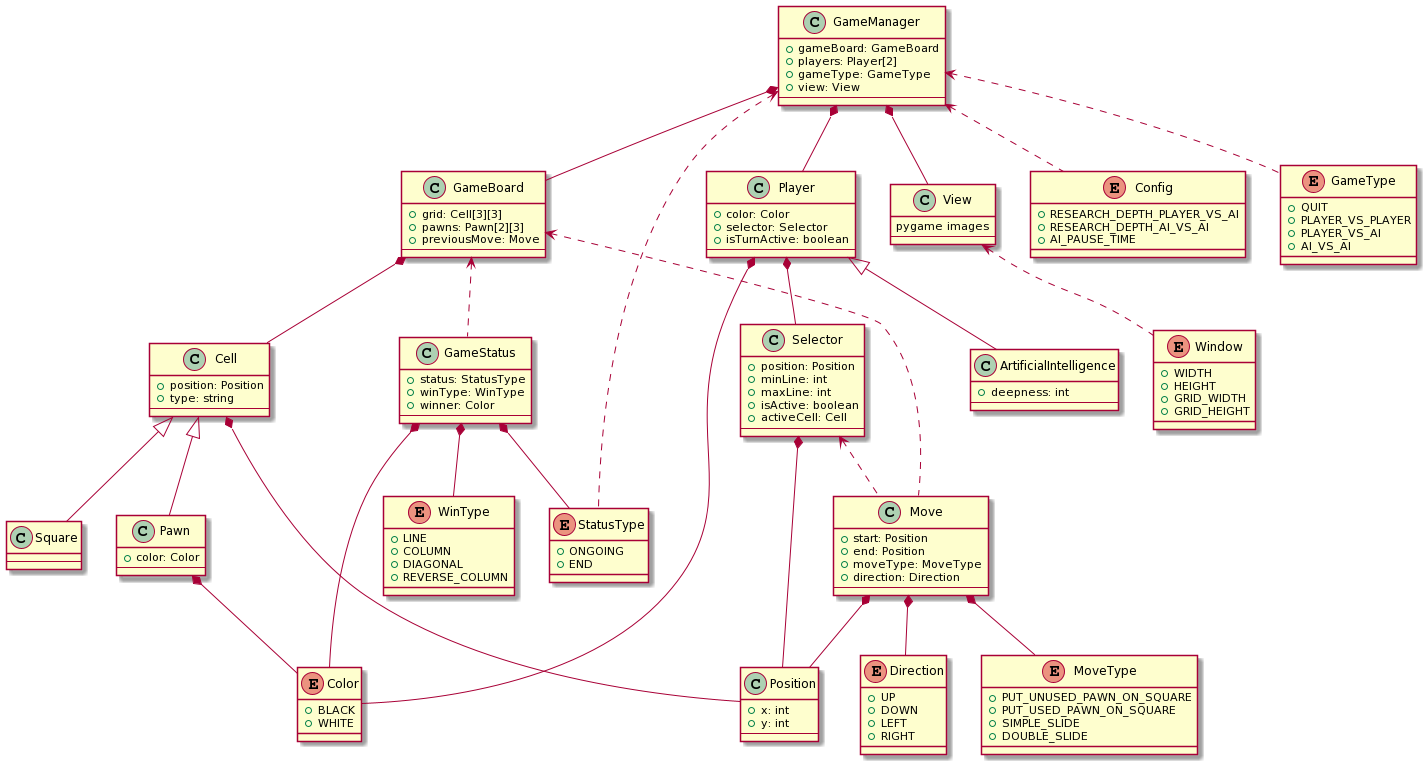 C GameManager
gameBoard: GameBoard
players: Player[2]
gameType: GameType
view: View
C GameBoard
grid: Cell[3][3]
pawns: Pawn[2][3]
previousMove: Move
C Player
color: Color
selector: Selector
isTurnActive: boolean
C View
pygame images
E Config
RESEARCH_DEPTH_PLAYER_VS_AI
RESEARCH_DEPTH_AI_VS_AI
AI_PAUSE_TIME
E GameType
QUIT
PLAYER_VS_PLAYER
PLAYER_VS_AI
AI_VS_AI
C Cell
position: Position
type: string
C GameStatus
status: StatusType
winType: WinType
winner: Color
C Selector
position: Position
minLine: int
maxLine: int
isActive: boolean
activeCell: Cell
C ArtificialIntelligence
deepness: int
E Window
WIDTH
HEIGHT
GRID_WIDTH
GRID_HEIGHT
C Square
C Pawn
color: Color
E WinType
LINE
COLUMN
DIAGONAL
REVERSE_COLUMN
E StatusType
ONGOING
END
C Move
start: Position
end: Position
moveType: MoveType
direction: Direction
E Color
BLACK
WHITE
C Position
x: int
y: int
E Direction
UP
DOWN
LEFT
RIGHT
E MoveType
PUT_UNUSED_PAWN_ON_SQUARE
PUT_USED_PAWN_ON_SQUARE
SIMPLE_SLIDE
DOUBLE_SLIDE